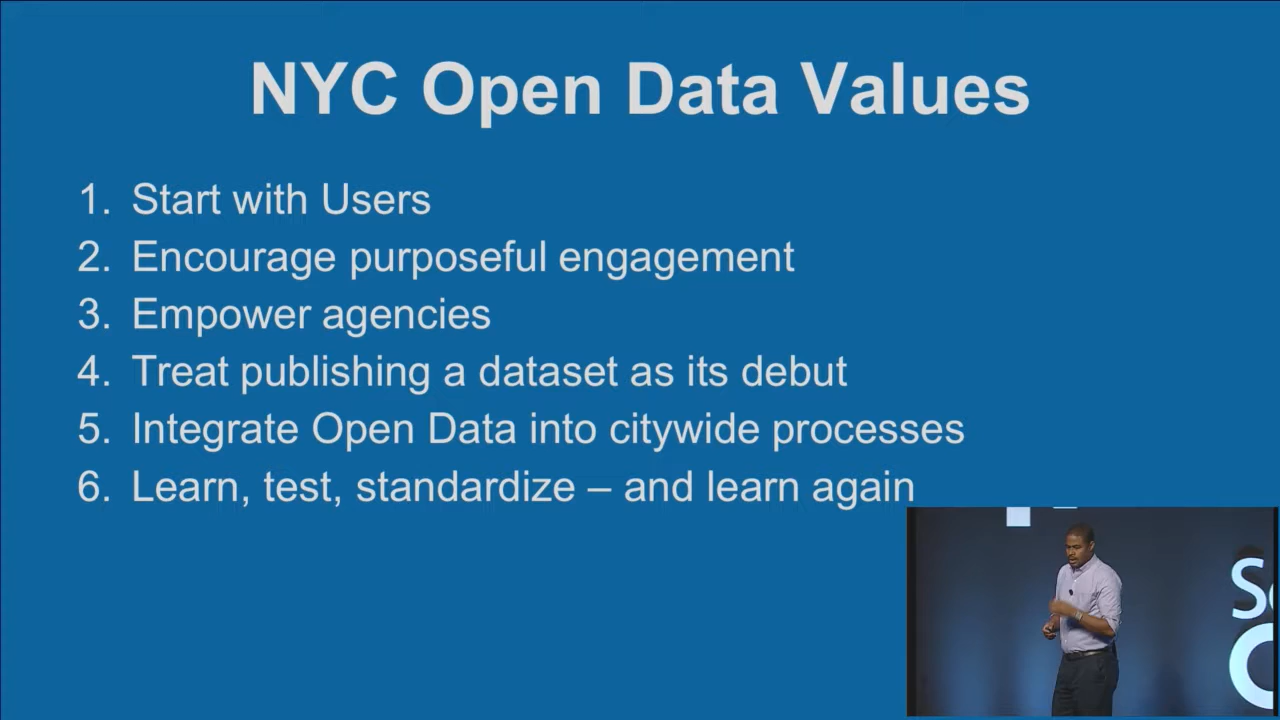 NYC Open Data Values
1. Start with Users
2. Encourage purposeful engagement
3. Empower agencies
4. Treat publishing a dataset as its debut
5. Integrate Open Data into citywide processes
6. Learn, test, standardize – and learn again